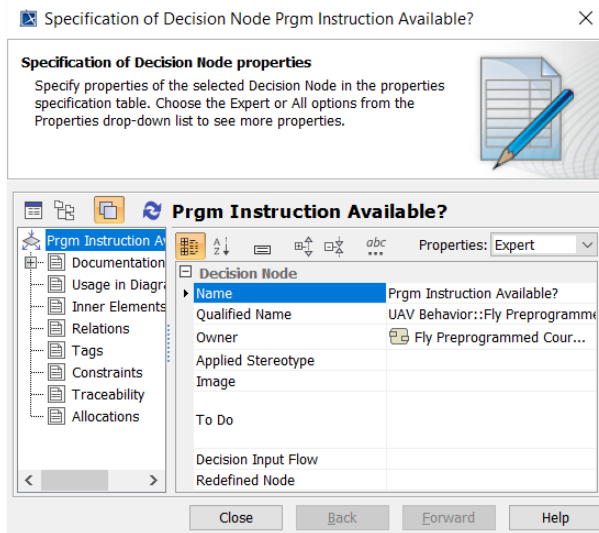 Specification of Decision Node Prgm Instruction Available?
Specification of Decision Node properties
Specify properties of the selected Decision Node in the properties
specification table. Choose the Expert or All options from the
Properties drop-down list to see more properties.
Prgm Instruction Available?
Prgm Instruction Av
Documentation
Usage in Diagra
Inner Elements
Relations
Tags
Constraints
Traceability
Allocations
abc Properties: Expert
Decision Node
Name Prgm Instruction Available?
Qualified Name UAV Behavior::Fly Preprogramme
Owner Fly Preprogrammed Cour...
Applied Stereotype
Image
To Do
Decision Input Flow
Redefined Node
Close Back Forward Help